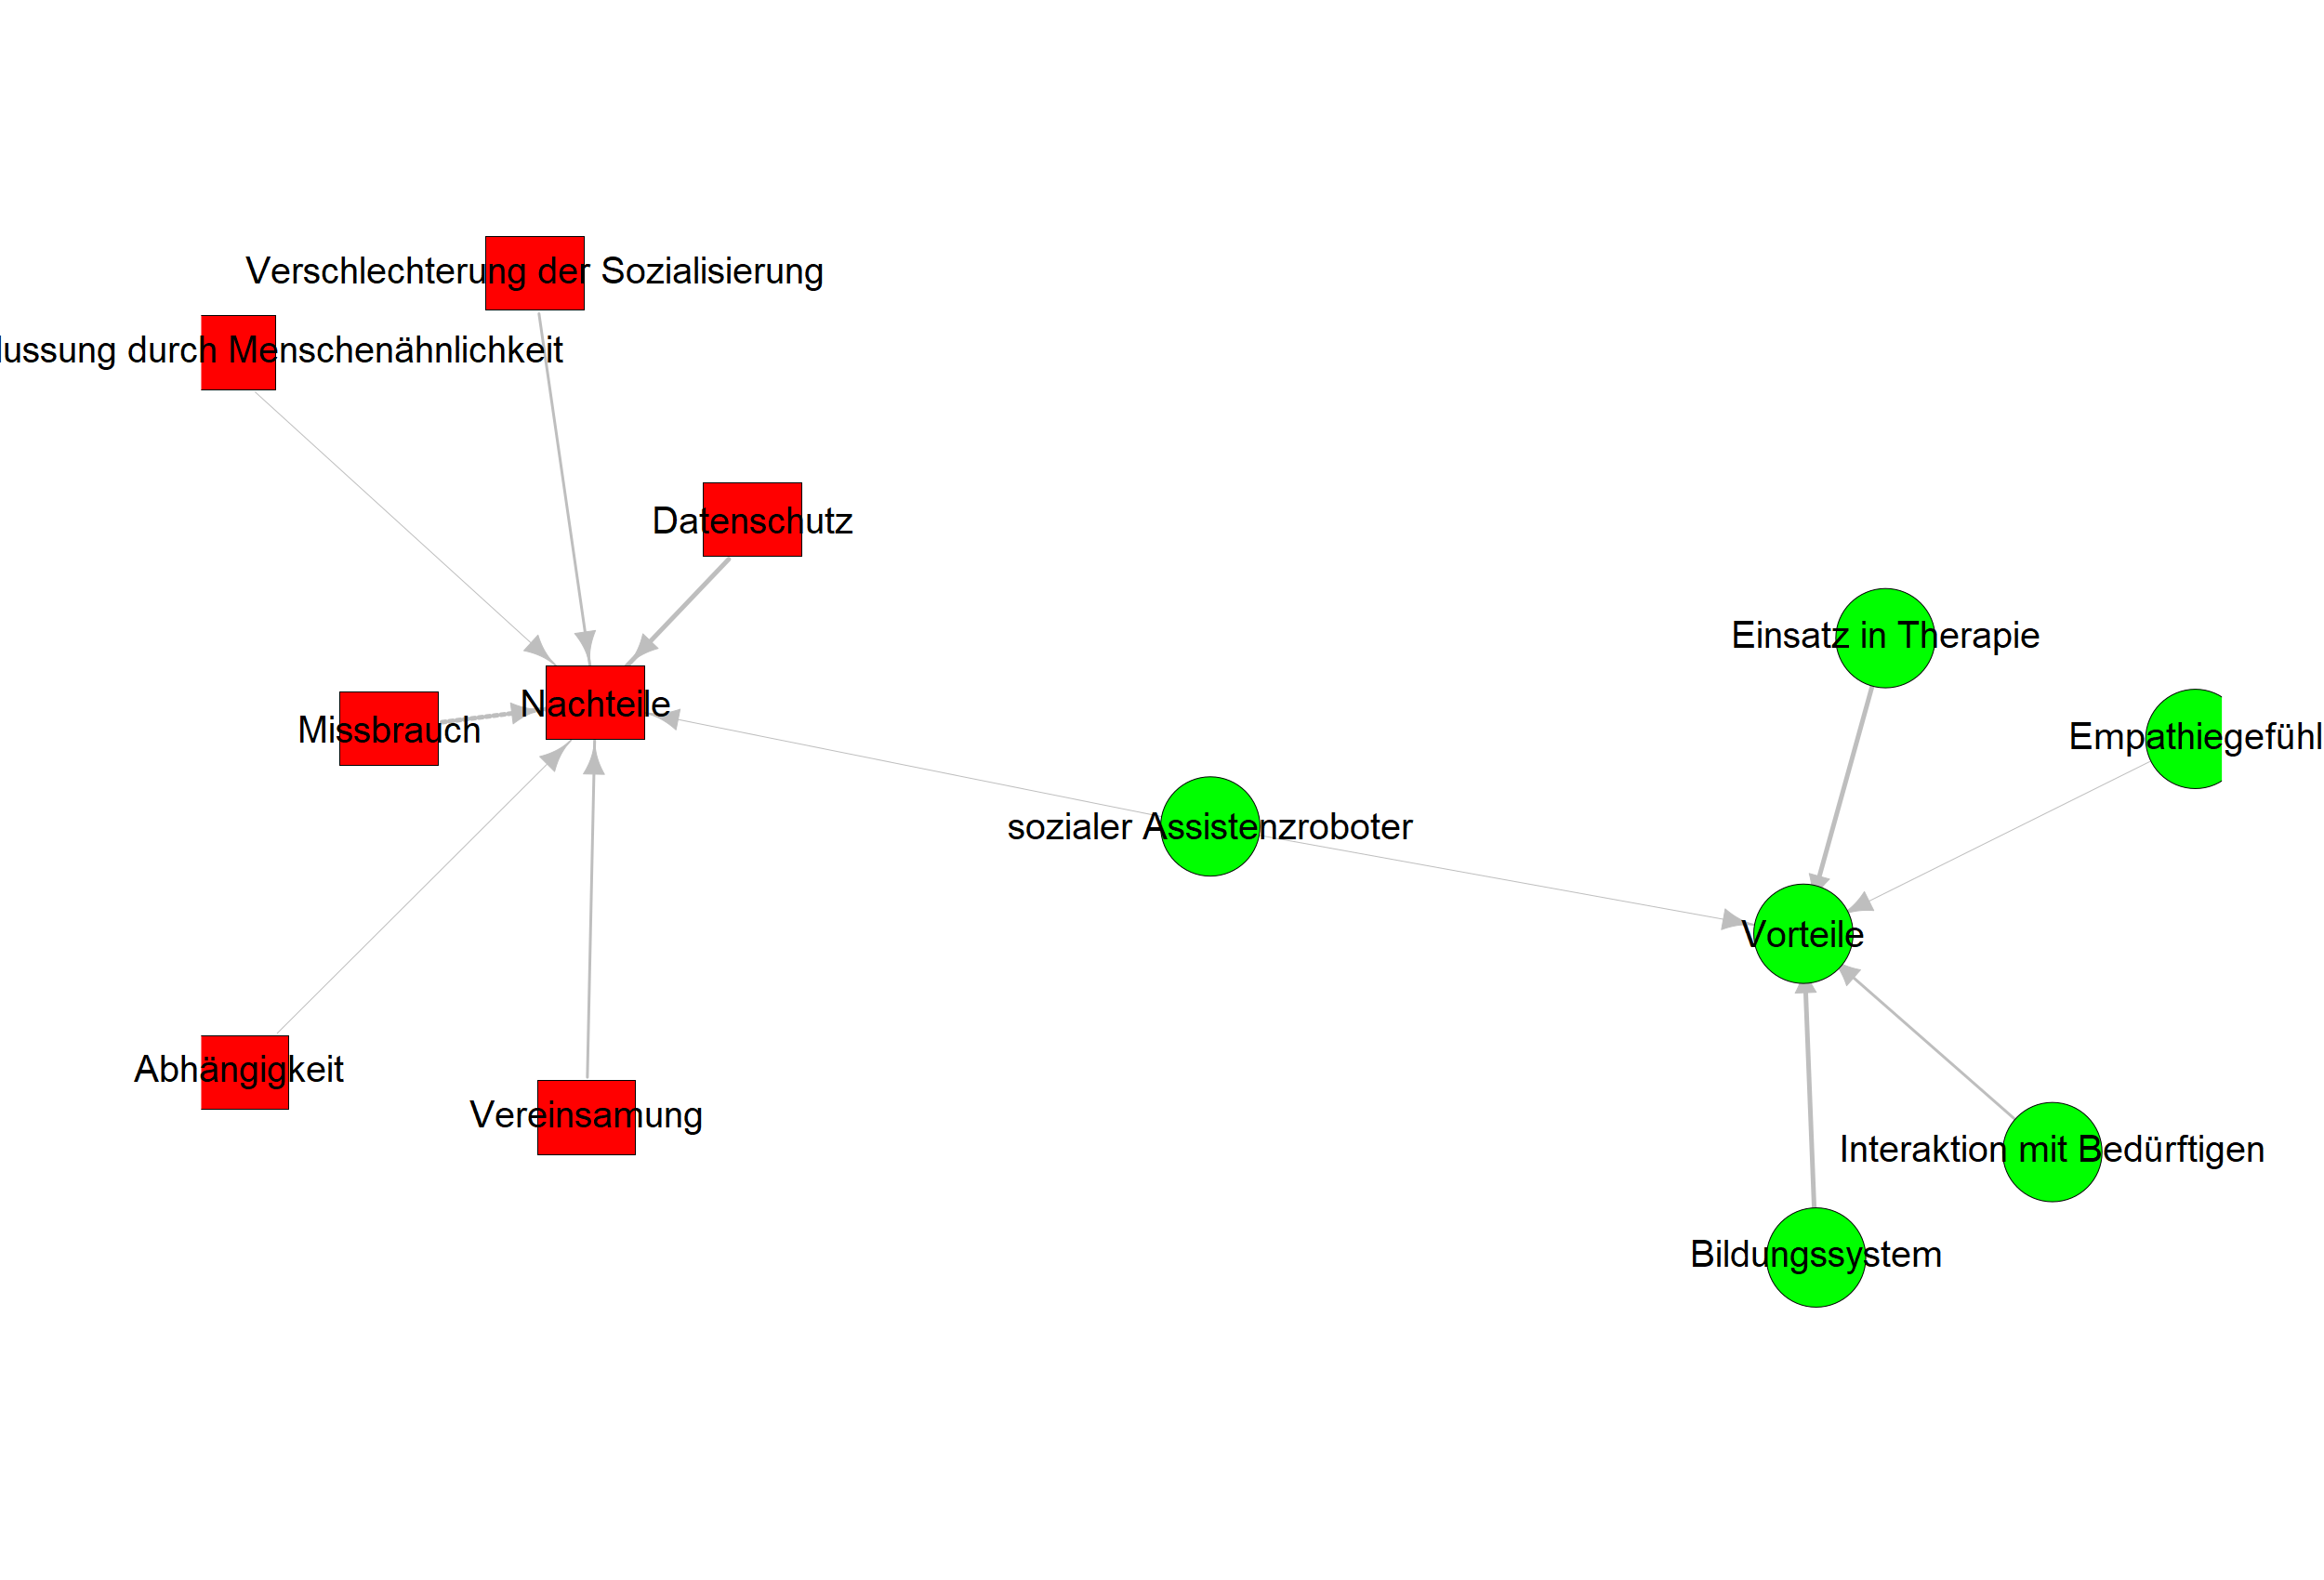 Verschlechterung der Sozialisierung
lussung durch Menschenähnlichkeit
Datenschutz
Einsatz in Therapie
Nachteile
Missbrauch
Empathiegefühl
sozialer Assistenzroboter
Vorteile
Abhängigkeit
Vereinsamung
Interaktion mit Bedürftigen
Bildungssystem